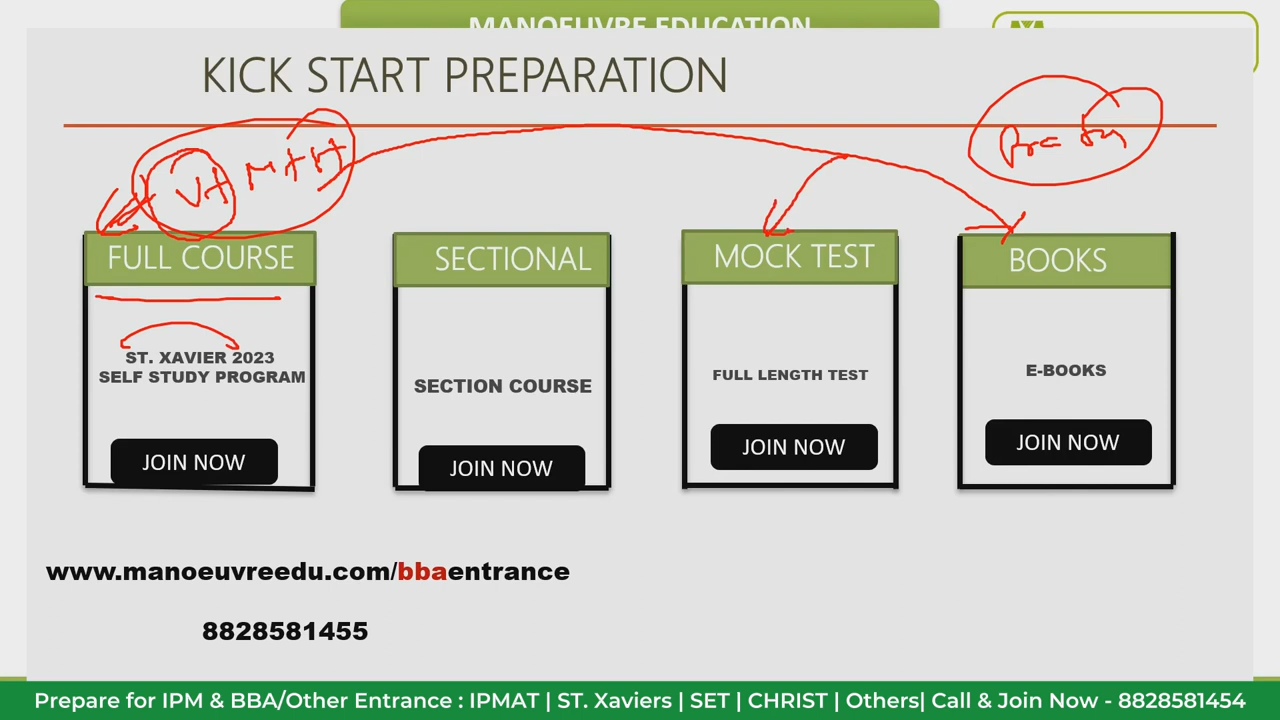 MANOEUVRE EDUCATION
KICK START PREPARATION
V+ M+
FULL COURSE
ST. XAVIER 2023
SELF STUDY PROGRAM
JOIN NOW
SECTIONAL
SECTION COURSE
JOIN NOW
MOCK TEST
FULL LENGTH TEST
JOIN NOW
BOOKS
E-BOOKS
JOIN NOW
www.manoeuvreedu.com/bbaentrance
8828581455
Prepare for IPM & BBA/Other Entrance : IPMAT | ST. Xaviers | SET | CHRIST | Others| Call & Join Now - 8828581454